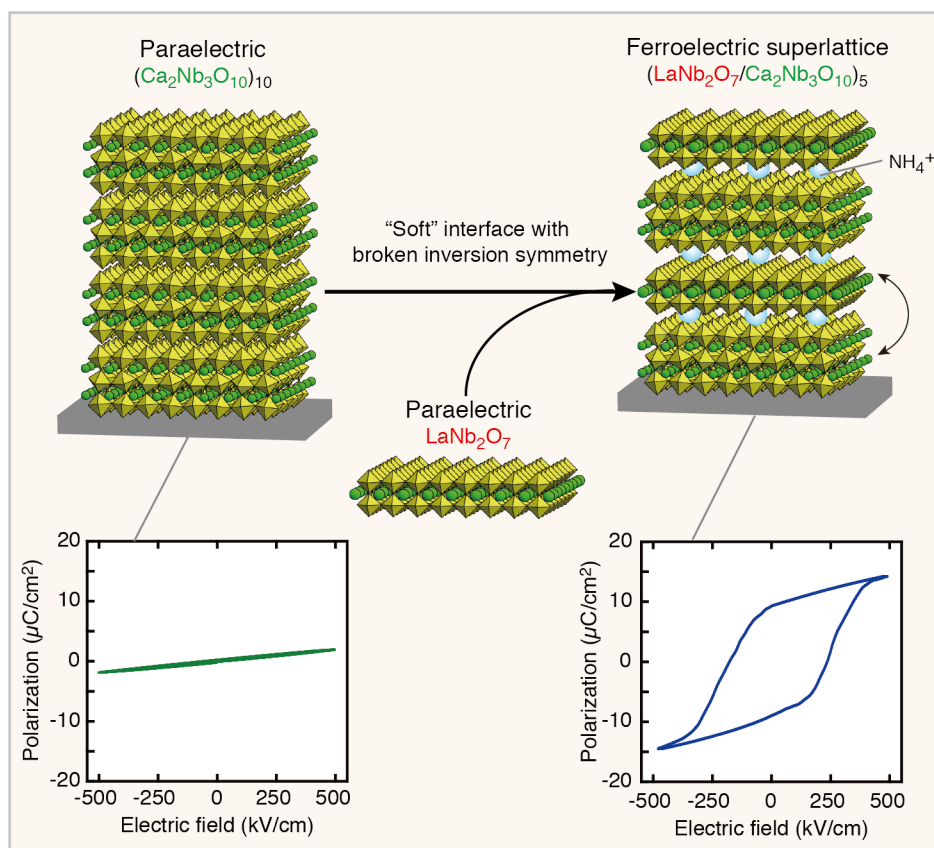 Paraelectric
(Ca₂Nb₃O₁₀)₁₀
Ferroelectric superlattice
(LaNb₂O₇/Ca₂Nb₃O₁₀)₅
NH₄⁺
“Soft” interface with
broken inversion symmetry
Paraelectric
LaNb₂O₇
Polarization (µC/cm²)
20
10
0
-10
-20
-500 -250 0 250 500
Electric field (kV/cm)
Polarization (µC/cm²)
20
10
0
-10
-20
-500 -250 0 250 500
Electric field (kV/cm)